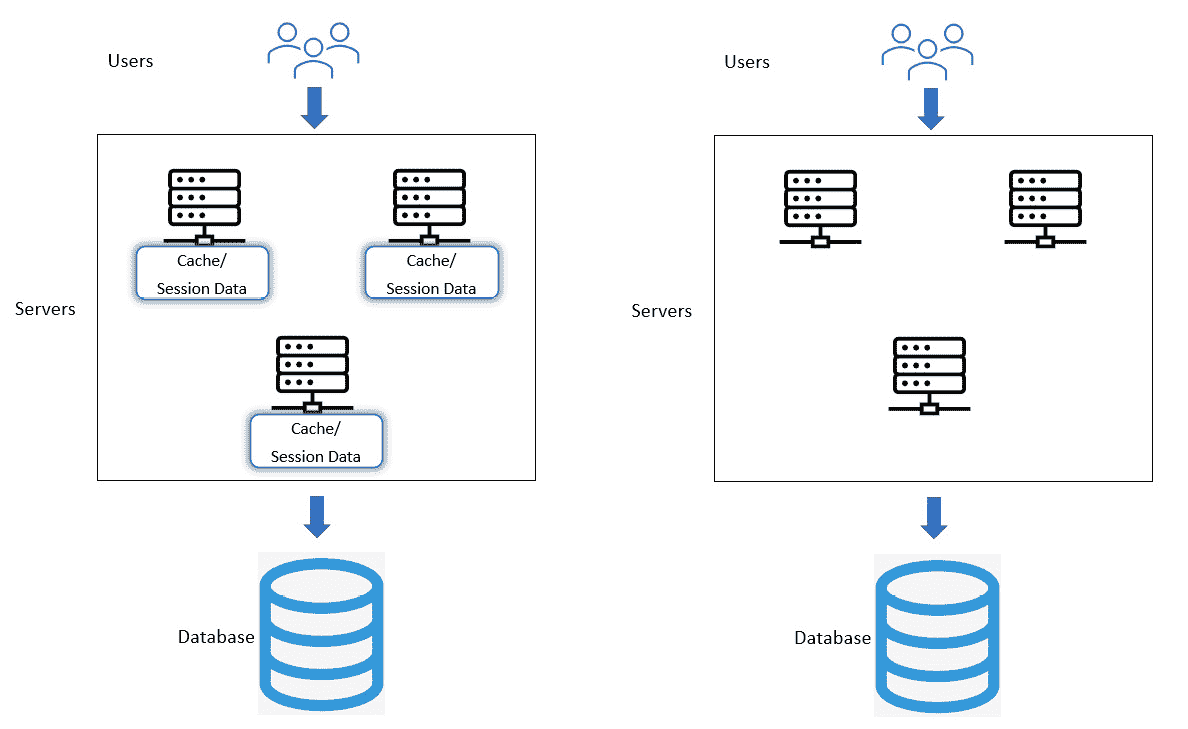 Users
Cache/
Session Data
Cache/
Session Data
Servers
Cache/
Session Data
Database
Users
Servers
Database